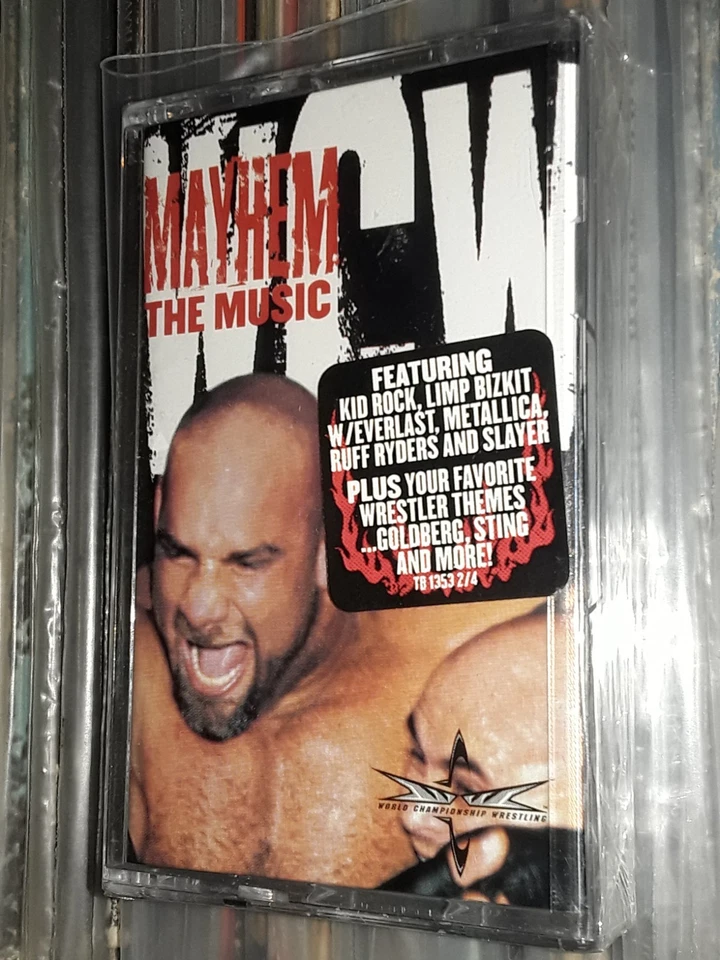 WCW
MAYHEM
THE MUSIC
FEATURING
KID ROCK, LIMP BIZKIT
W/EVERLAST, METALLICA,
RUFF RYDERS AND SLAYER
PLUS YOUR FAVORITE
WRESTLER THEMES
...GOLDBERG, STING
AND MORE!
TB 1353 2/4
WORLD CHAMPIONSHIP WRESTLING